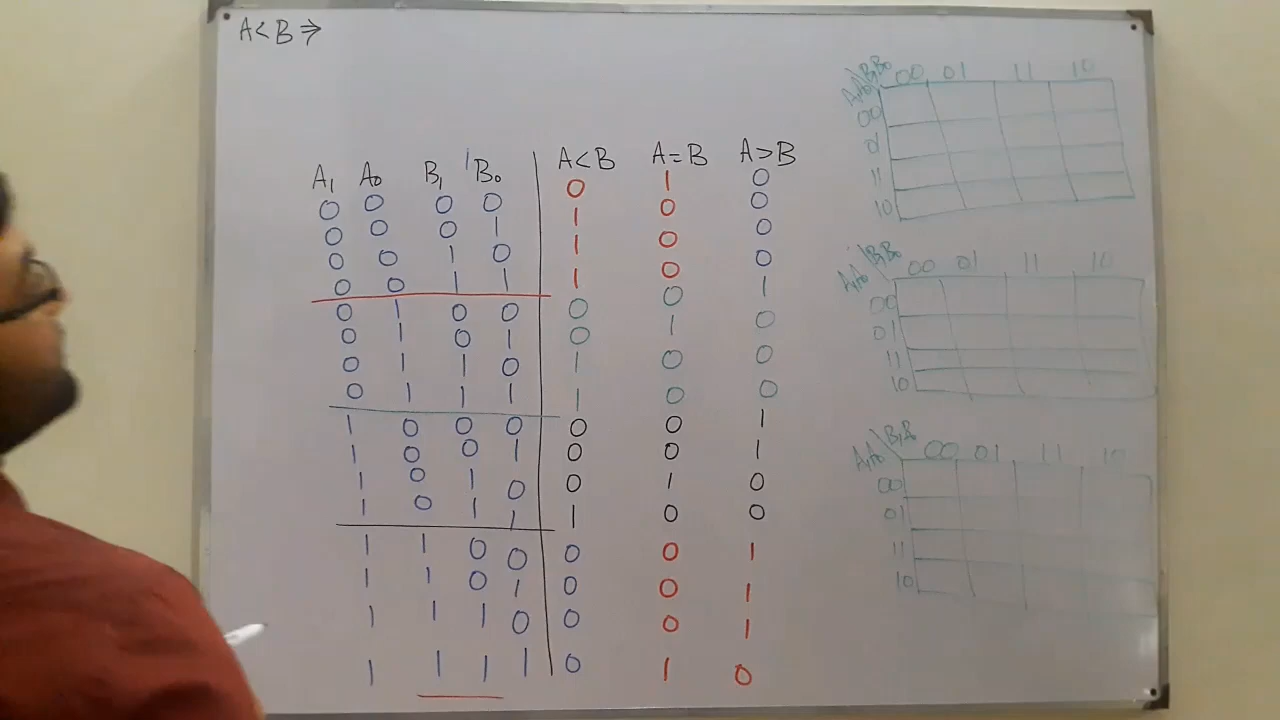 A<B ⇒
A₁ A₀ B₁ B₀ A<B A=B A>B
0 0 0 0 0 1 0
0 0 0 1 1 0 0
0 0 1 0 1 0 0
0 0 1 1 1 0 0
0 1 0 0 0 0 1
0 1 0 1 0 1 0
0 1 1 0 1 0 0
0 1 1 1 1 0 0
1 0 0 0 0 0 1
1 0 0 1 0 0 1
1 0 1 0 0 1 0
1 0 1 1 1 0 0
1 1 0 0 0 0 1
1 1 0 1 0 0 1
1 1 1 0 0 0 1
1 1 1 1 0 1 0
A₁A₀ B₁B₀ 00 01 11 10
00
01
11
10
A₁A₀ B₁B₀ 00 01 11 10
00
01
11
10
A₁A₀ B₁B₀ 00 01 11 10
00
01
11
10